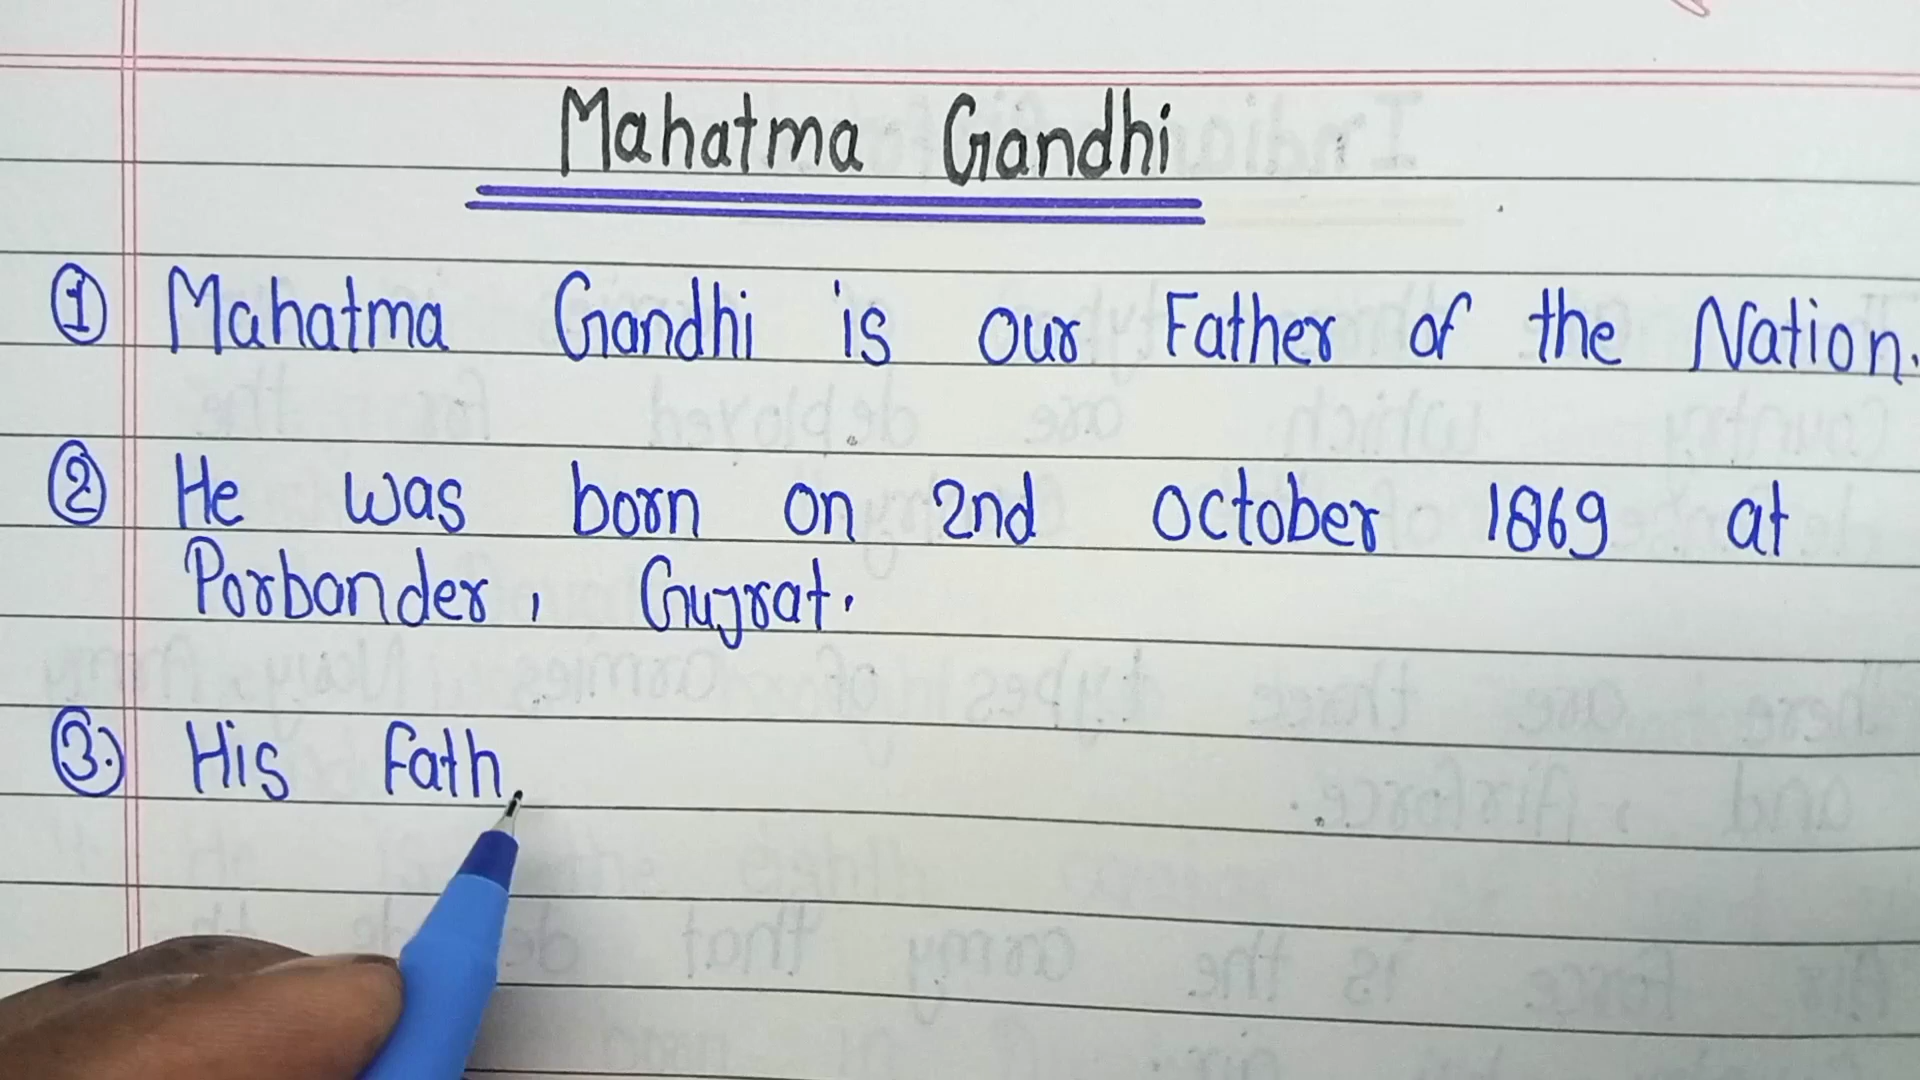 Mahatma Gandhi
① Mahatma Gandhi is our Father of the Nation.
② He was born on 2nd October 1869 at
Porbander, Gujrat.
③. His Fath